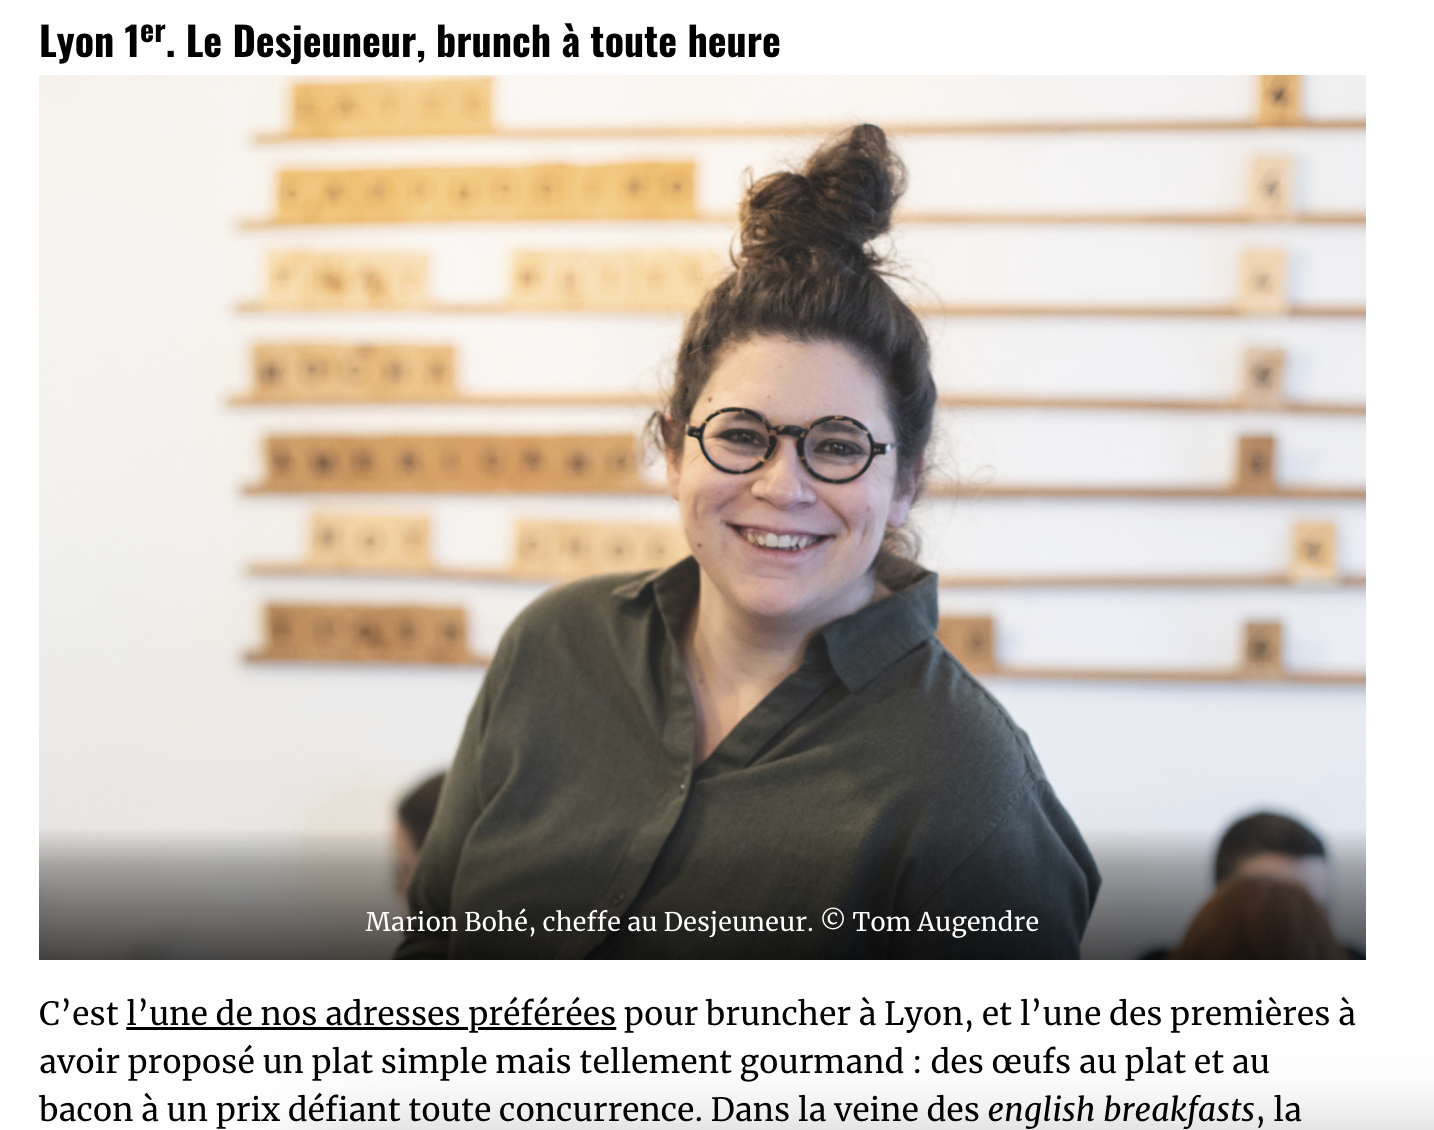 Lyon 1er. Le Desjeuneur, brunch à toute heure
Marion Bohé, cheffe au Desjeuneur. © Tom Augendre
C’est l’une de nos adresses préférées pour bruncher à Lyon, et l’une des premières à
avoir proposé un plat simple mais tellement gourmand : des œufs au plat et au
bacon à un prix défiant toute concurrence. Dans la veine des english breakfasts, la